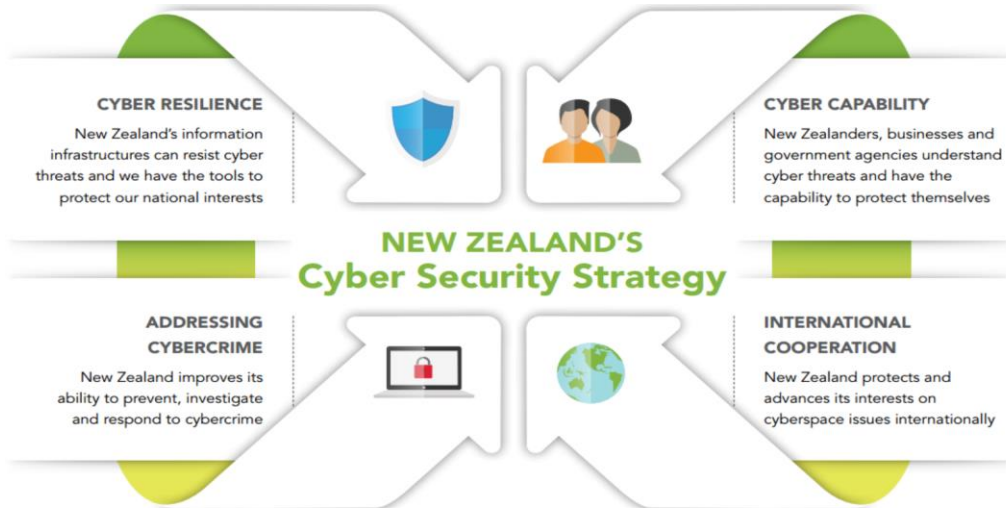 CYBER RESILIENCE
New Zealand's information
infrastructures can resist cyber
threats and we have the tools to
protect our national interests
CYBER CAPABILITY
New Zealanders, businesses and
government agencies understand
cyber threats and have the
capability to protect themselves
NEW ZEALAND'S
Cyber Security Strategy
ADDRESSING
CYBERCRIME
New Zealand improves its
ability to prevent, investigate
and respond to cybercrime
INTERNATIONAL
COOPERATION
New Zealand protects and
advances its interests on
cyberspace issues internationally